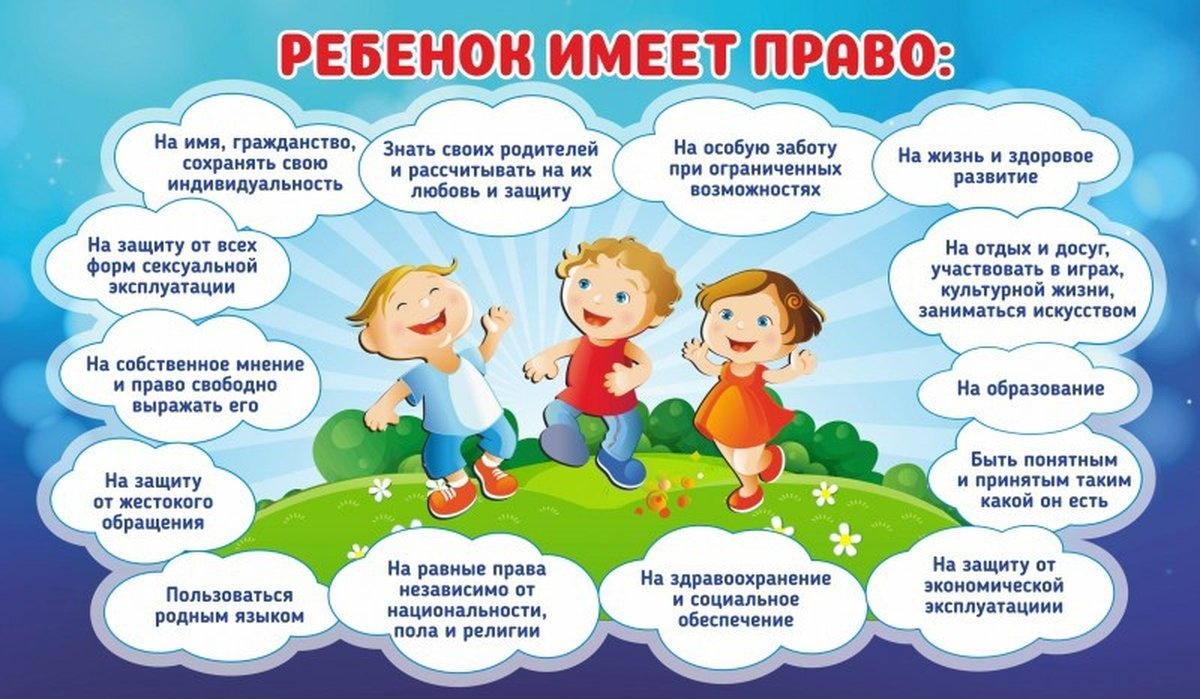 РЕБЕНОК ИМЕЕТ ПРАВО:
На имя, гражданство,
сохранять свою
индивидуальность
Знать своих родителей
и рассчитывать на их
любовь и защиту
На особую заботу
при ограниченных
возможностях
На жизнь и здоровое
развитие
На защиту от всех
форм сексуальной
эксплуатации
На отдых и досуг,
участвовать в играх,
культурной жизни,
заниматься искусством
На собственное мнение
и право свободно
выражать его
На образование
На защиту
от жестокого
обращения
Быть понятным
и принятым таким
какой он есть
Пользоваться
родным языком
На равные права
независимо от
национальности,
пола и религии
На здравоохранение
и социальное
обеспечение
На защиту от
экономической
эксплуатациии